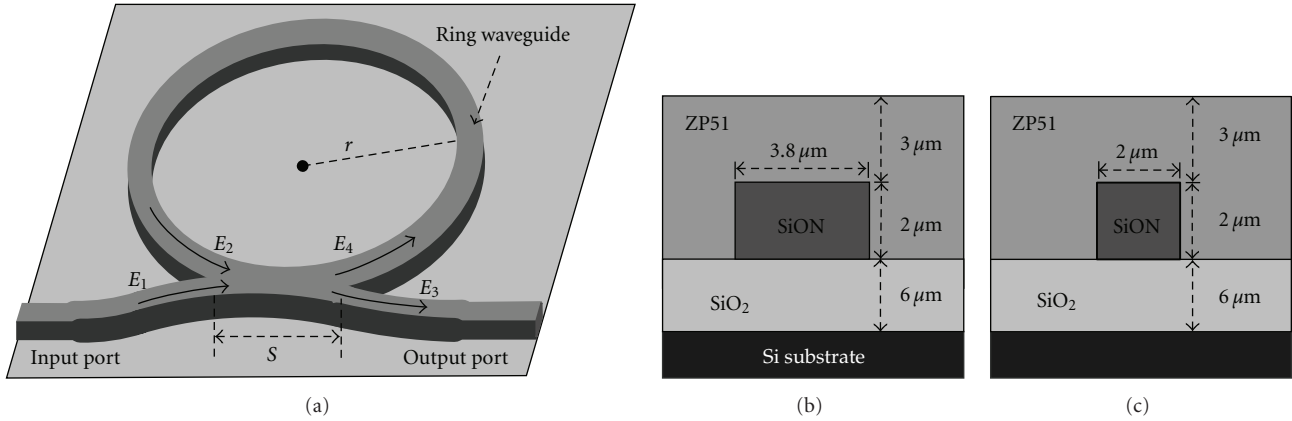 Ring waveguide
r
E2
E4
E1
E3
S
Input port
Output port
(a)
ZP51
3 μm
3.8 μm
SiON
2 μm
SiO2
6 μm
Si substrate
(b)
ZP51
3 μm
2 μm
SiON
2 μm
SiO2
6 μm
(c)